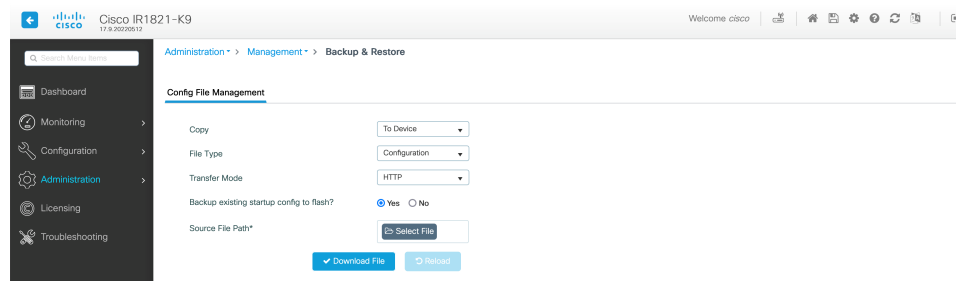 cisco
Cisco IR1821-K9
17.9.20220512
Welcome cisco
Search Menu Items
Administration > Management > Backup & Restore
Dashboard
Config File Management
Monitoring
Copy To Device
Configuration
File Type Configuration
Administration
Transfer Mode HTTP
Backup existing startup config to flash? Yes No
Licensing
Source File Path* Select File
Troubleshooting
Download File Reload